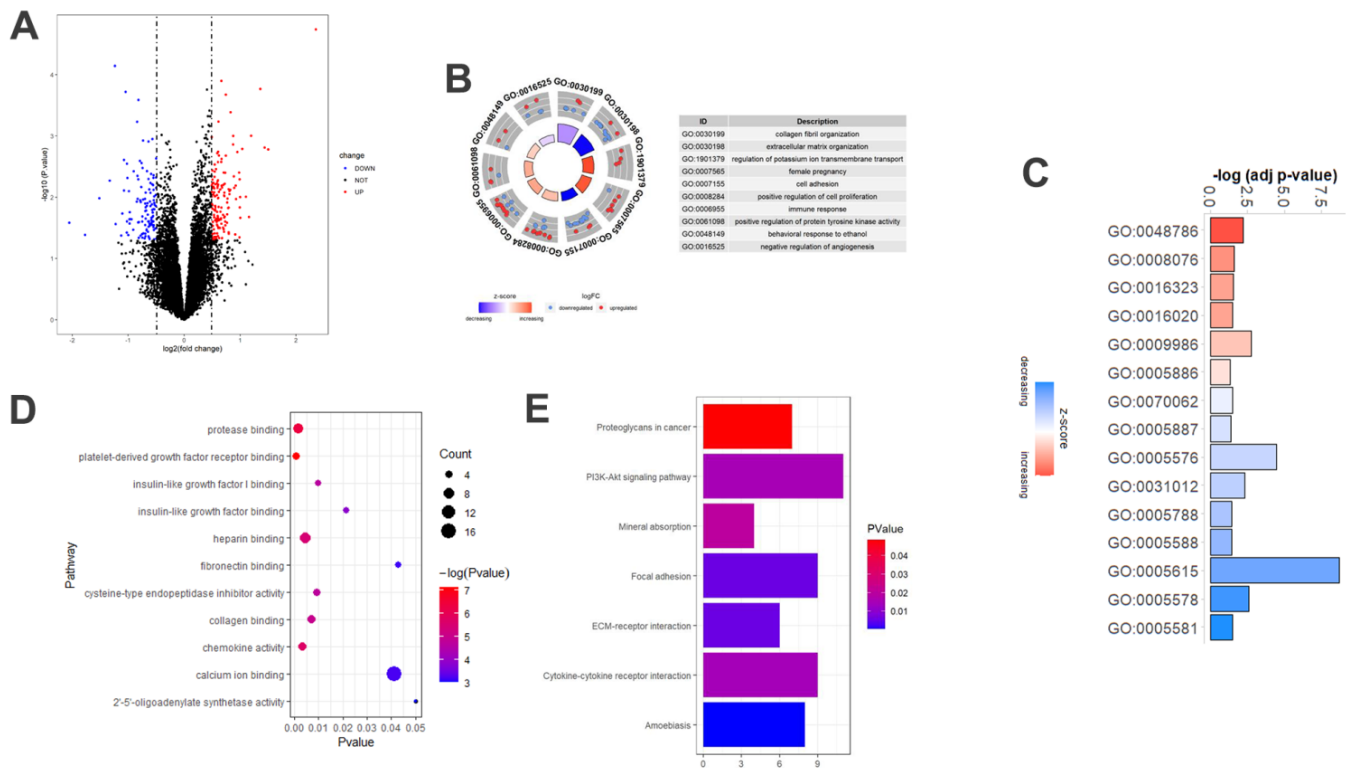 A
-log10 (P. value)
4
3
2
1
0
-2
-1
0
1
2
log2(fold change)
change
DOWN
NOT
UP
B
GO:0016525
GO:0030199
GO:0030198
GO:1901379
GO:0007565
GO:0007155
GO:0008284
GO:0006955
GO:0061098
GO:0048149
z-score
decreasing
increasing
logFC
downregulated
upregulated
ID Description
GO:0030199 collagen fibril organization
GO:0030198 extracellular matrix organization
GO:1901379 regulation of potassium ion transmembrane transport
GO:0007565 female pregnancy
GO:0007155 cell adhesion
GO:0008284 positive regulation of cell proliferation
GO:0006955 immune response
GO:0061098 positive regulation of protein tyrosine kinase activity
GO:0048149 behavioral response to ethanol
GO:0016525 negative regulation of angiogenesis
C
-log (adj p-value)
0.0
2.5
5.0
7.5
GO:0048786
GO:0008076
GO:0016323
GO:0016020
GO:0009986
GO:0005886
GO:0070062
GO:0005887
GO:0005576
GO:0031012
GO:0005788
GO:0005588
GO:0005615
GO:0005578
GO:0005581
decreasing
increasing
z-score
D
Pathway
protease binding
platelet-derived growth factor receptor binding
insulin-like growth factor I binding
insulin-like growth factor binding
heparin binding
fibronectin binding
cysteine-type endopeptidase inhibitor activity
collagen binding
chemokine activity
calcium ion binding
2'-5'-oligoadenylate synthetase activity
0.00 0.01 0.02 0.03 0.04 0.05
Pvalue
Count
4
8
12
16
−log(Pvalue)
7
6
5
4
3
E
Proteoglycans in cancer
PI3K-Akt signaling pathway
Mineral absorption
Focal adhesion
ECM-receptor interaction
Cytokine-cytokine receptor interaction
Amoebiasis
0 3 6 9
PValue
0.04
0.03
0.02
0.01